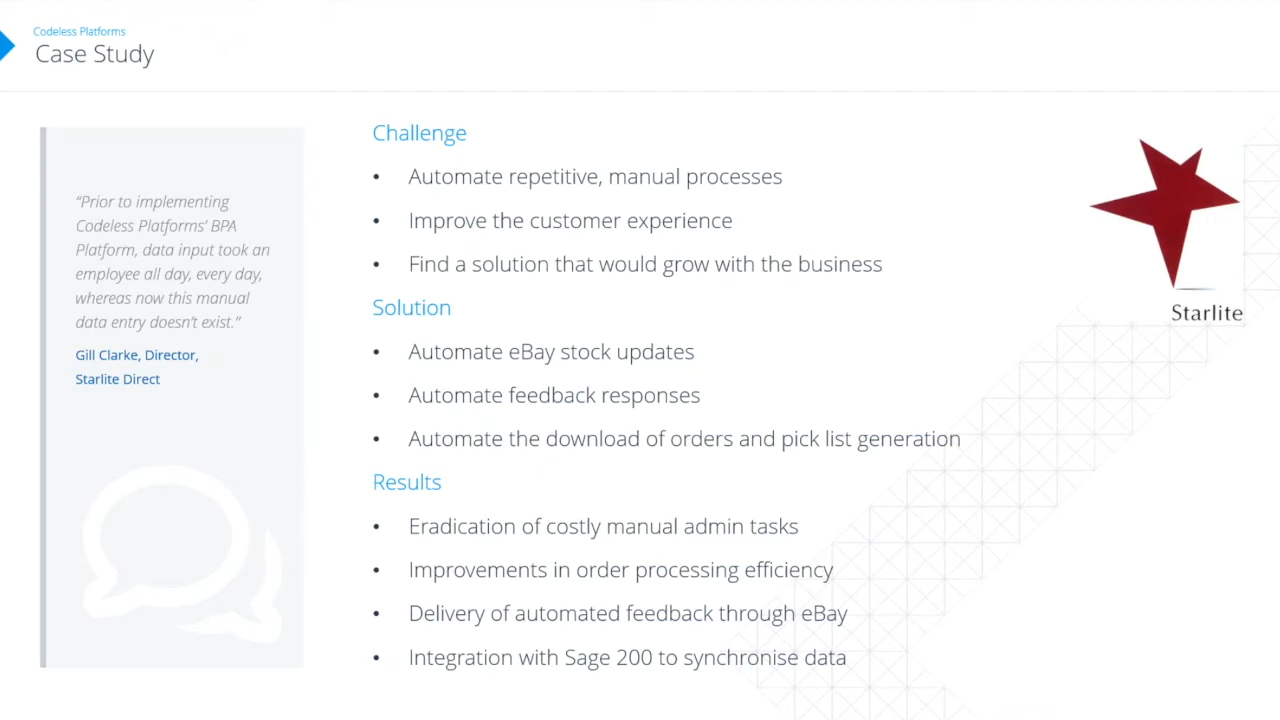 Codeless Platforms
Case Study
“Prior to implementing
Codeless Platforms’ BPA
Platform, data input took an
employee all day, every day,
whereas now this manual
data entry doesn’t exist.”
Gill Clarke, Director,
Starlite Direct
Challenge
• Automate repetitive, manual processes
• Improve the customer experience
• Find a solution that would grow with the business
Solution
• Automate eBay stock updates
• Automate feedback responses
• Automate the download of orders and pick list generation
Results
• Eradication of costly manual admin tasks
• Improvements in order processing efficiency
• Delivery of automated feedback through eBay
• Integration with Sage 200 to synchronise data
Starlite